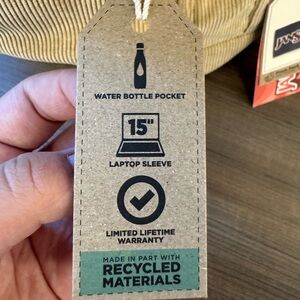 WATER BOTTLE POCKET
15"
LAPTOP SLEEVE
LIMITED LIFETIME
WARRANTY
MADE IN PART WITH
RECYCLED
MATERIALS